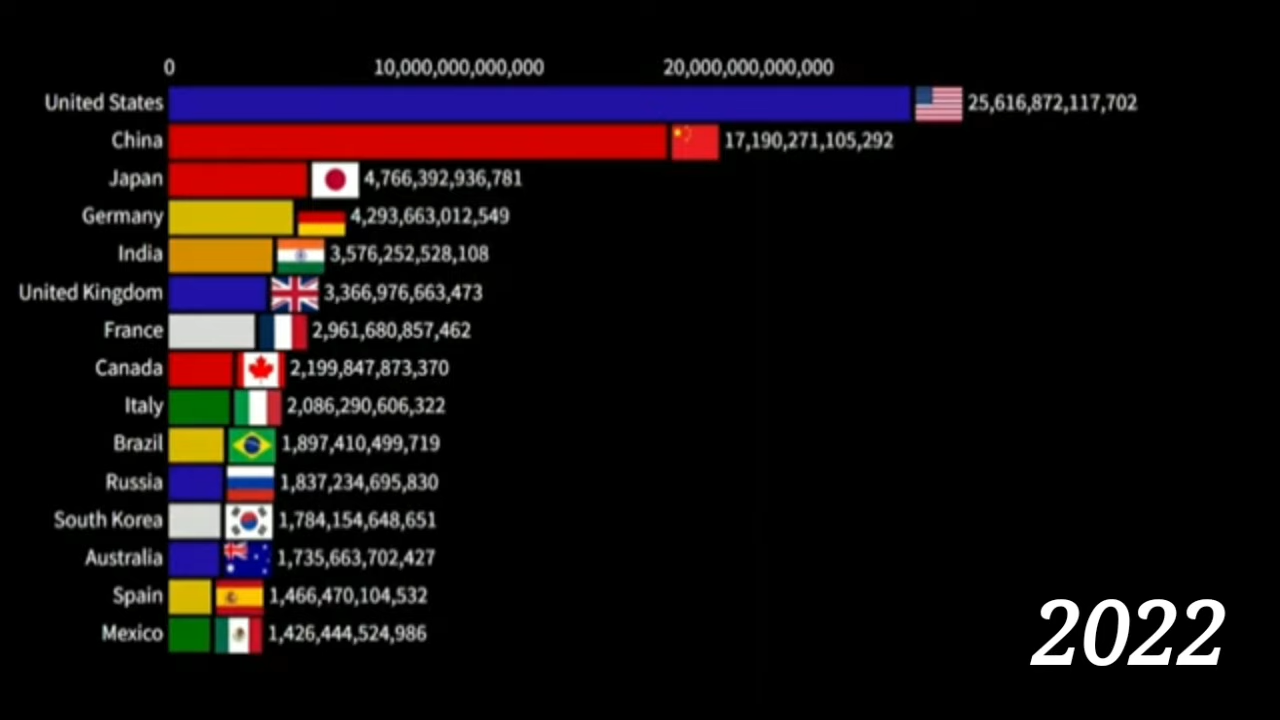 0 10,000,000,000,000 20,000,000,000,000
United States 25,616,872,117,702
China 17,190,271,105,292
Japan 4,766,392,936,781
Germany 4,293,663,012,549
India 3,576,252,528,108
United Kingdom 3,366,976,663,473
France 2,961,680,857,462
Canada 2,199,847,873,370
Italy 2,086,290,606,322
Brazil 1,897,410,499,719
Russia 1,837,234,695,830
South Korea 1,784,154,648,651
Australia 1,735,663,702,427
Spain 1,466,470,104,532
Mexico 1,426,444,524,986
2022